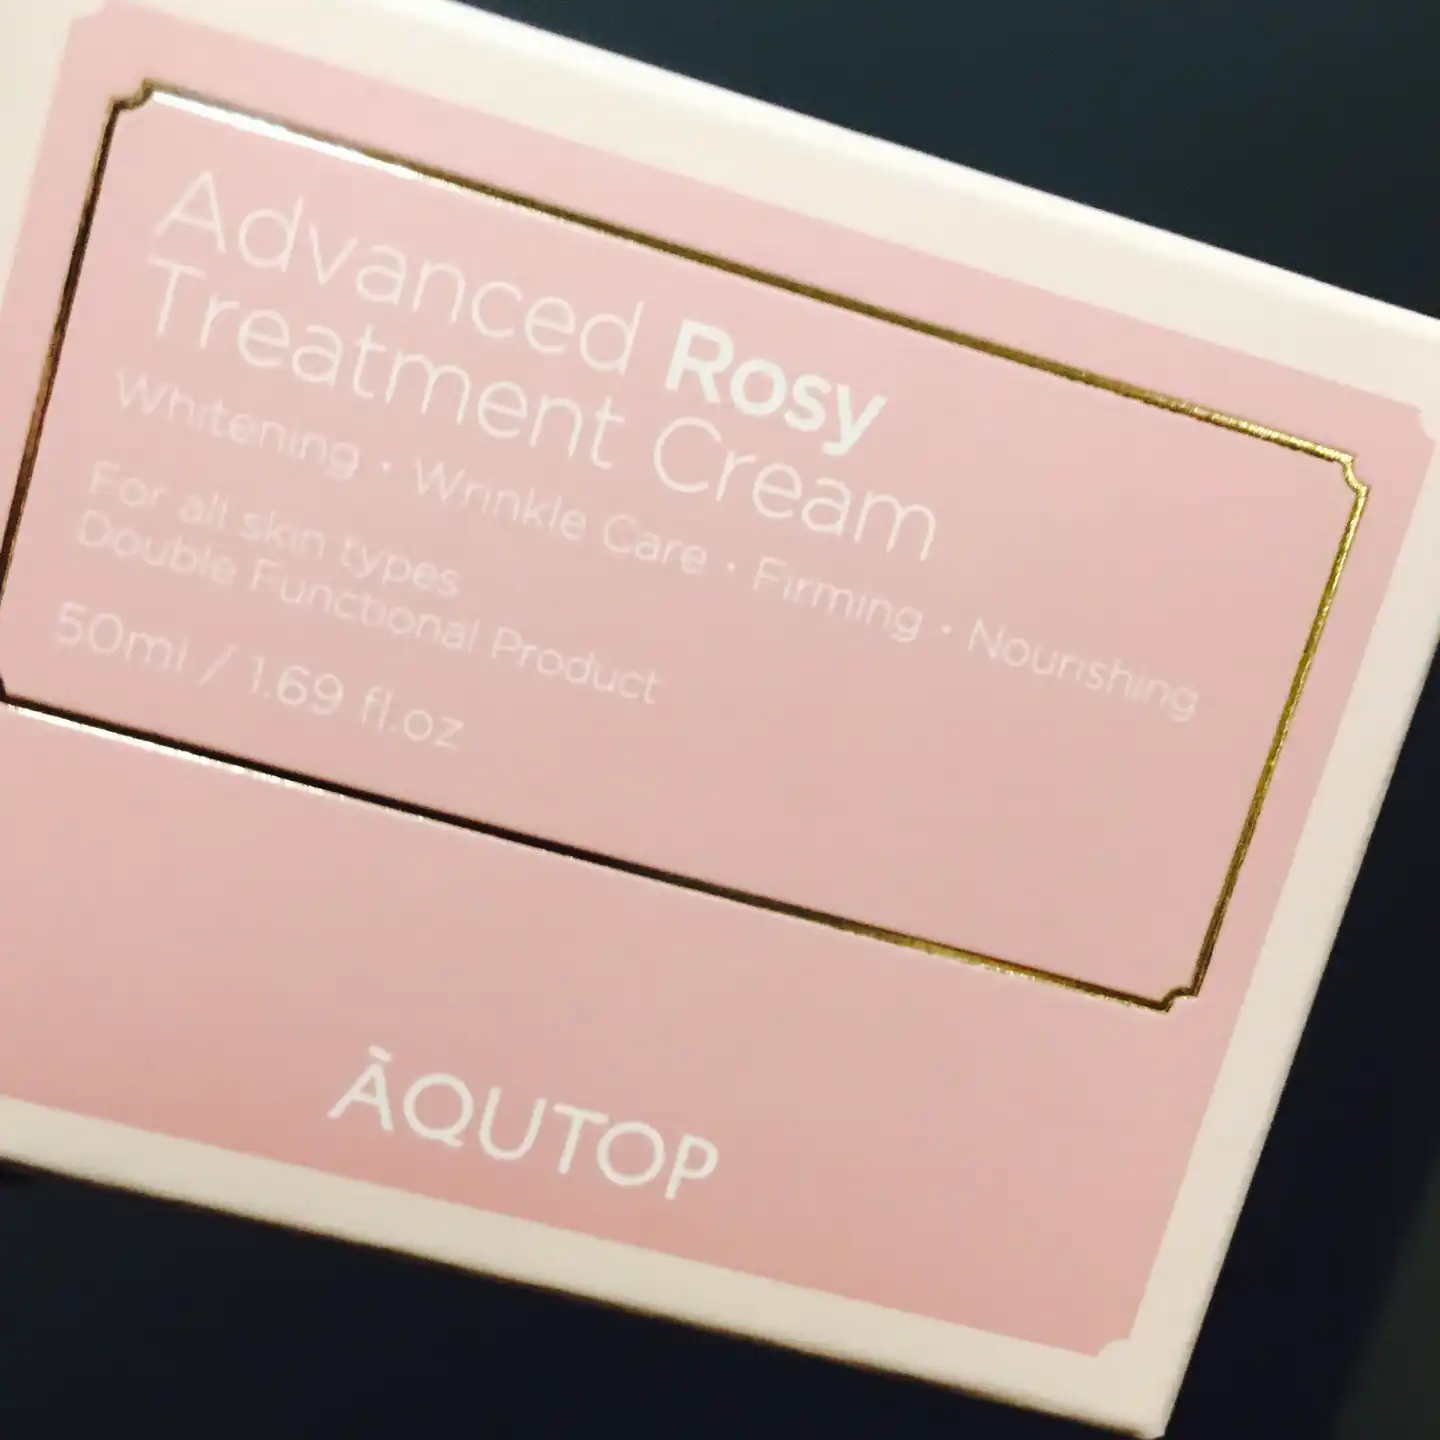 Advanced Rosy
Treatment Cream
Whitening · Wrinkle Care · Firming · Nourishing
For all skin types
Double Functional Product
50ml / 1.69 fl.oz
ĀQUTOP